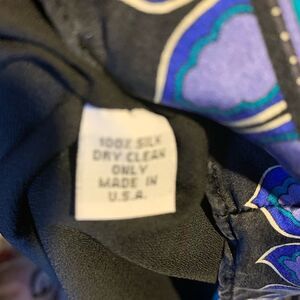 100% SILK
DRY CLEAN
ONLY
MADE IN
U.S.A.